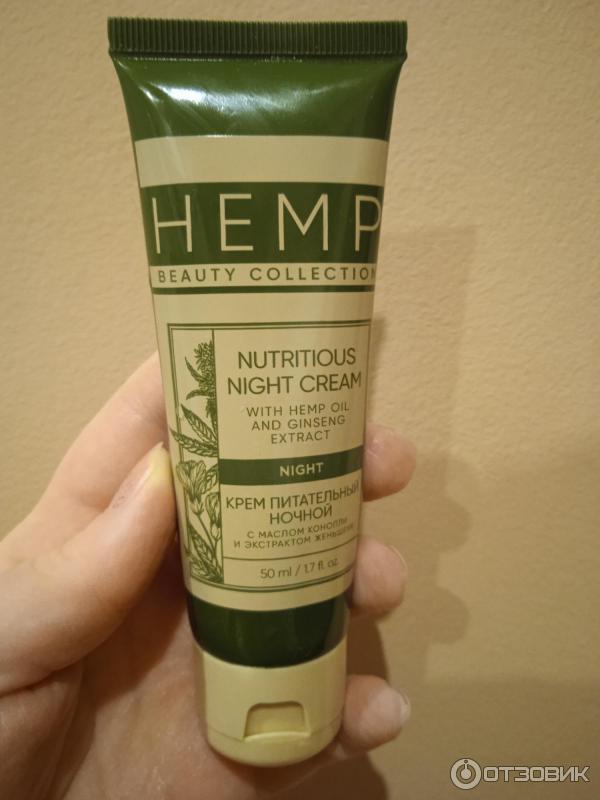 HEMP
BEAUTY COLLECTION
NUTRITIOUS
NIGHT CREAM
WITH HEMP OIL
AND GINSENG
EXTRACT
NIGHT
КРЕМ ПИТАТЕЛЬНЫЙ
НОЧНОЙ
С МАСЛОМ КОНОПЛИ
И ЭКСТРАКТОМ ЖЕНЬШЕНЯ
50 ml / 1.7 fl. oz.
ОТЗОВИК